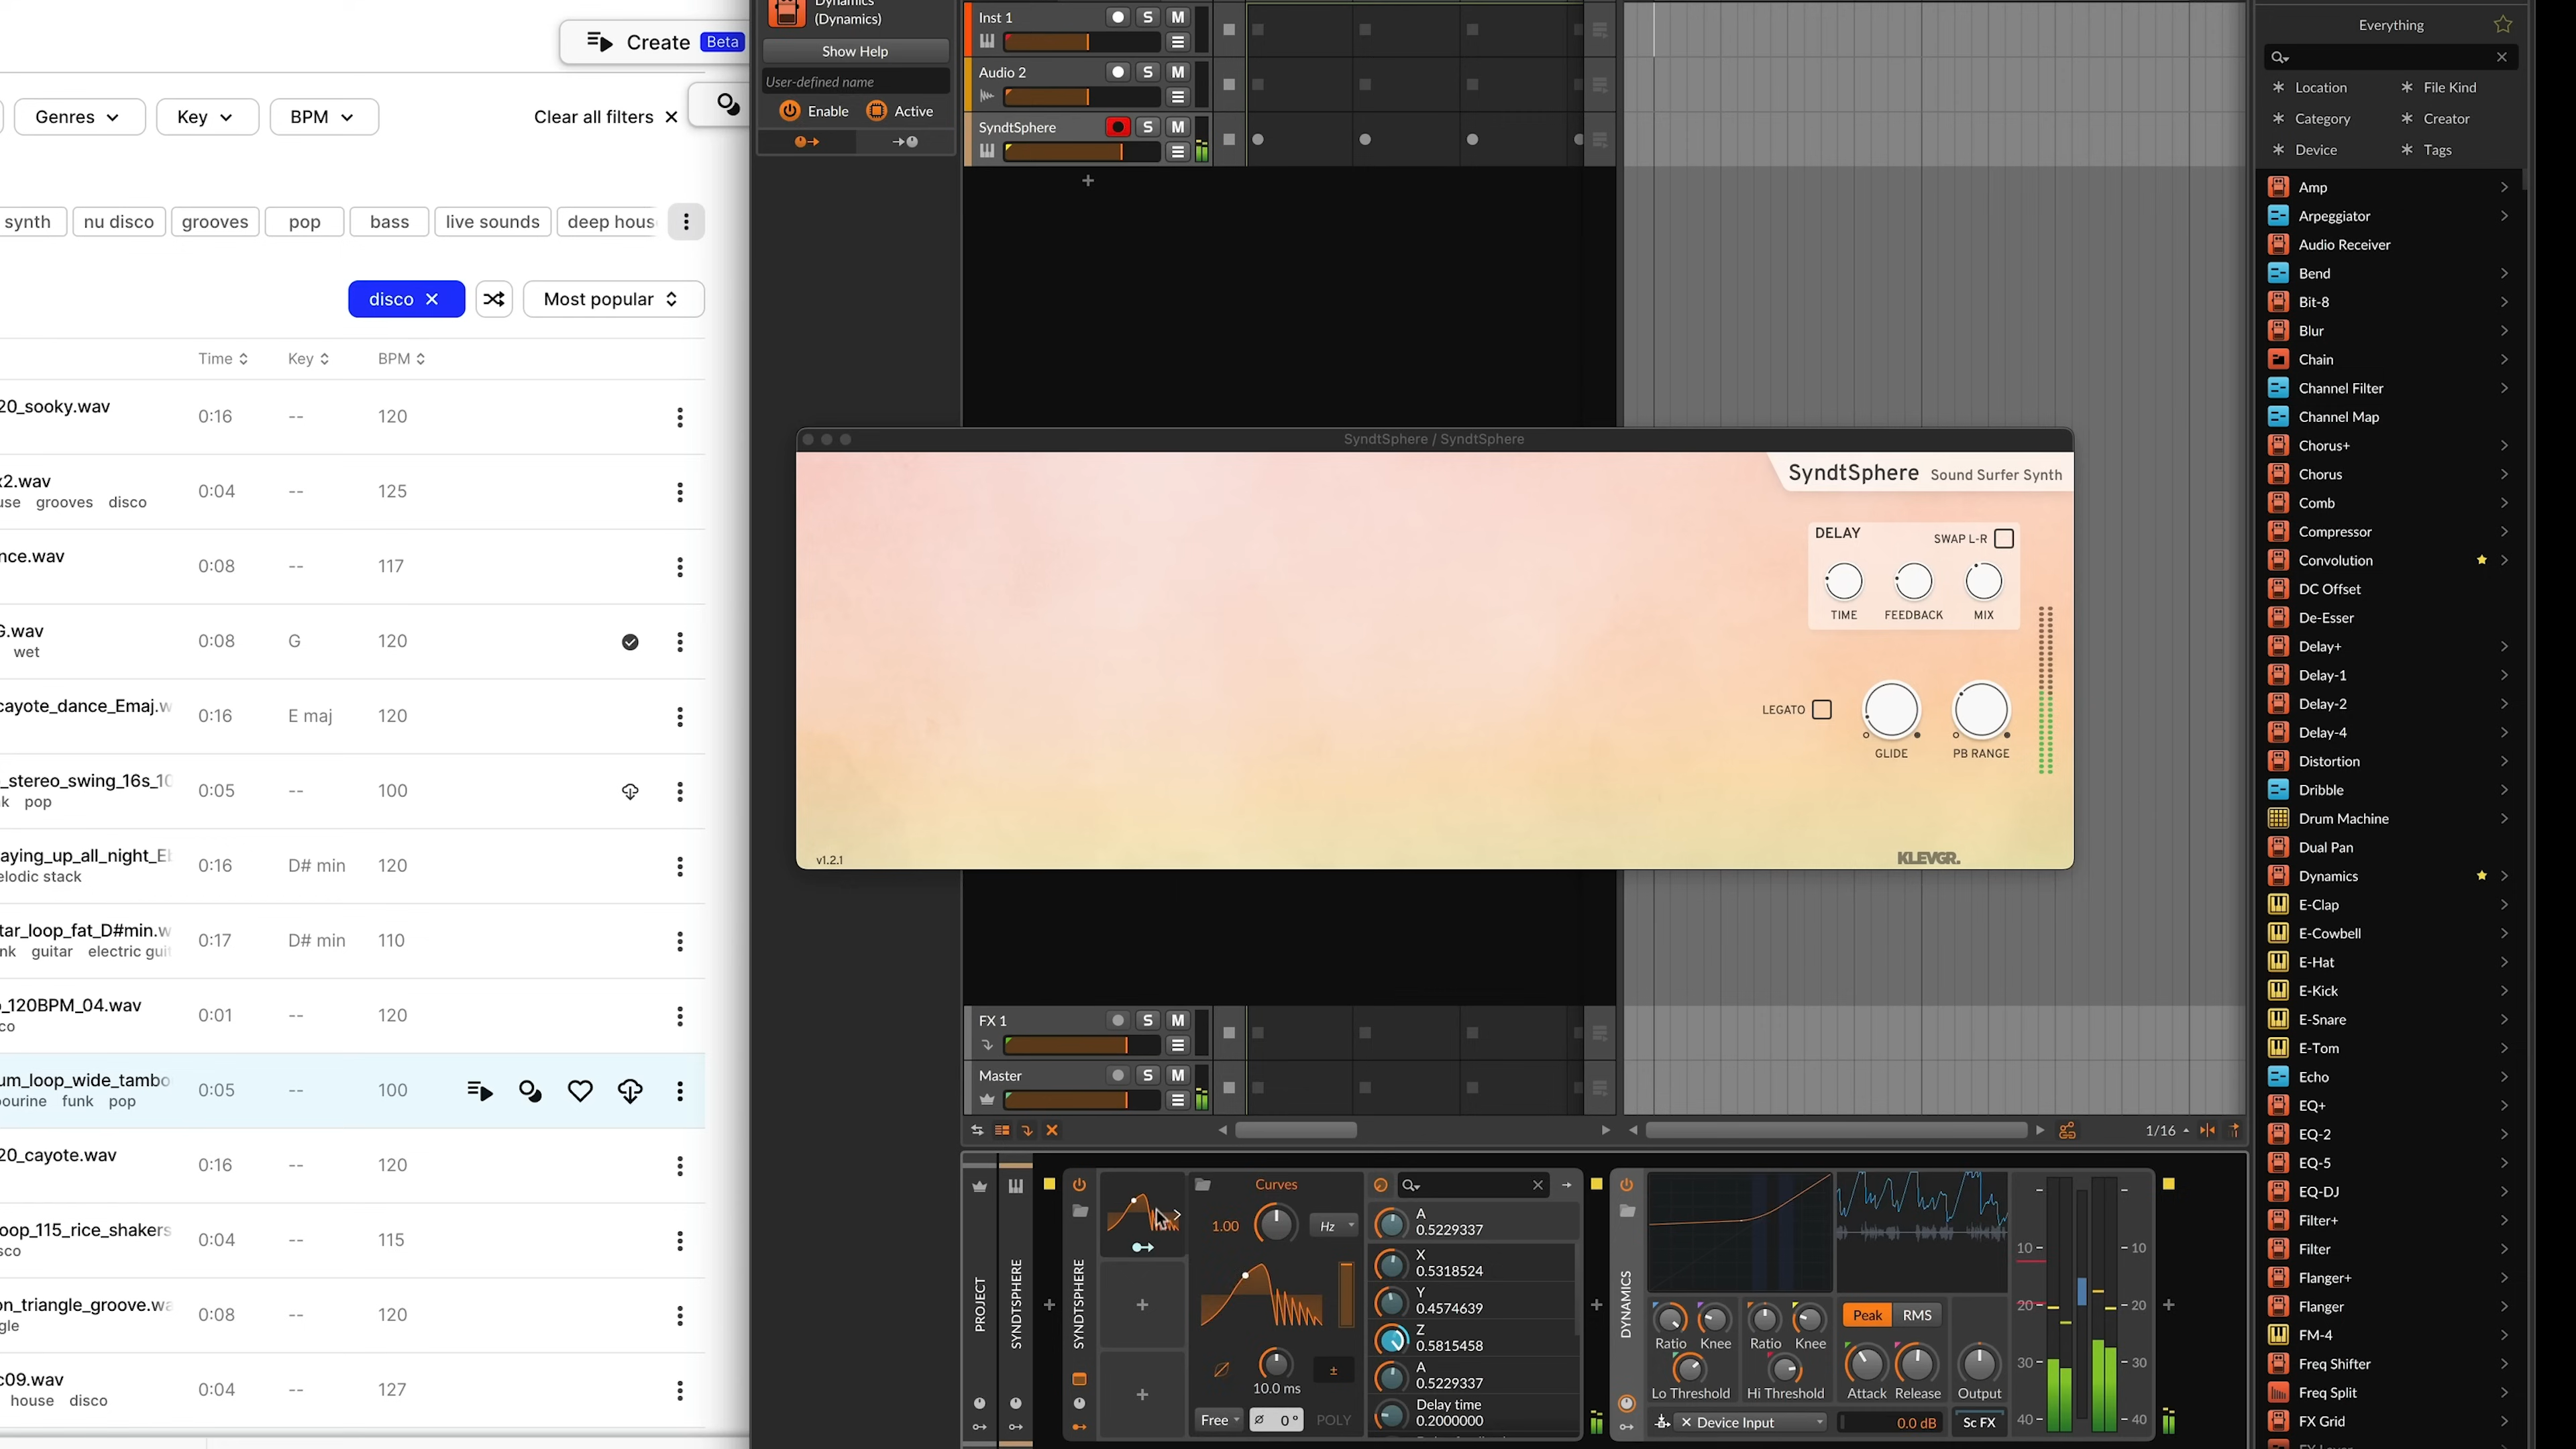 Create Beta
Genres
Key
BPM
Clear all filters
synth
nu disco
grooves
pop
bass
live sounds
deep hous
disco
Most popular
Time
Key
BPM
20_sooky.wav
0:16 -- 120
x2.wav
use grooves disco
0:04 -- 125
nce.wav
0:08 -- 117
G.wav
wet
0:08 G 120
cayote_dance_Emaj.w
0:16 E maj 120
_stereo_swing_16s_10
nk pop
0:05 -- 100
aying_up_all_night_E
elodic stack
0:16 D# min 120
tar_loop_fat_D#min.w
nk guitar electric guit
0:17 D# min 110
_120BPM_04.wav
co
0:01 -- 120
um_loop_wide_tambo
ourine funk pop
0:05 -- 100
20_cayote.wav
0:16 -- 120
oop_115_rice_shakers
sco
0:04 -- 115
on_triangle_groove.wa
gle
0:08 -- 120
c09.wav
house disco
0:04 -- 127
Dynamics
(Dynamics)
Show Help
User-defined name
Enable
Active
Inst 1 S M
Audio 2 S M
SyndtSphere S M
SyndtSphere / SyndtSphere
SyndtSphere Sound Surfer Synth
DELAY
SWAP L-R
TIME
FEEDBACK
MIX
LEGATO
GLIDE
PB RANGE
v1.2.1
KLEVGR.
FX 1 S M
Master S M
1/16
PROJECT
SYNDTSPHERE
SYNDTSPHERE
Curves
1.00
Hz
10.0 ms
±
Free
0 °
POLY
A
0.5229337
X
0.5318524
Y
0.4574639
Z
0.5815458
A
0.5229337
Delay time
0.2000000
DYNAMICS
Ratio
Knee
Ratio
Knee
Lo Threshold
Hi Threshold
Peak
RMS
Attack
Release
Output
Device Input
0.0 dB
Sc FX
10
20
30
40
10
20
30
40
Everything
Location
File Kind
Category
Creator
Device
Tags
Amp
Arpeggiator
Audio Receiver
Bend
Bit-8
Blur
Chain
Channel Filter
Channel Map
Chorus+
Chorus
Comb
Compressor
Convolution
DC Offset
De-Esser
Delay+
Delay-1
Delay-2
Delay-4
Distortion
Dribble
Drum Machine
Dual Pan
Dynamics
E-Clap
E-Cowbell
E-Hat
E-Kick
E-Snare
E-Tom
Echo
EQ+
EQ-2
EQ-5
EQ-DJ
Filter+
Filter
Flanger+
Flanger
FM-4
Freq Shifter
Freq Split
FX Grid